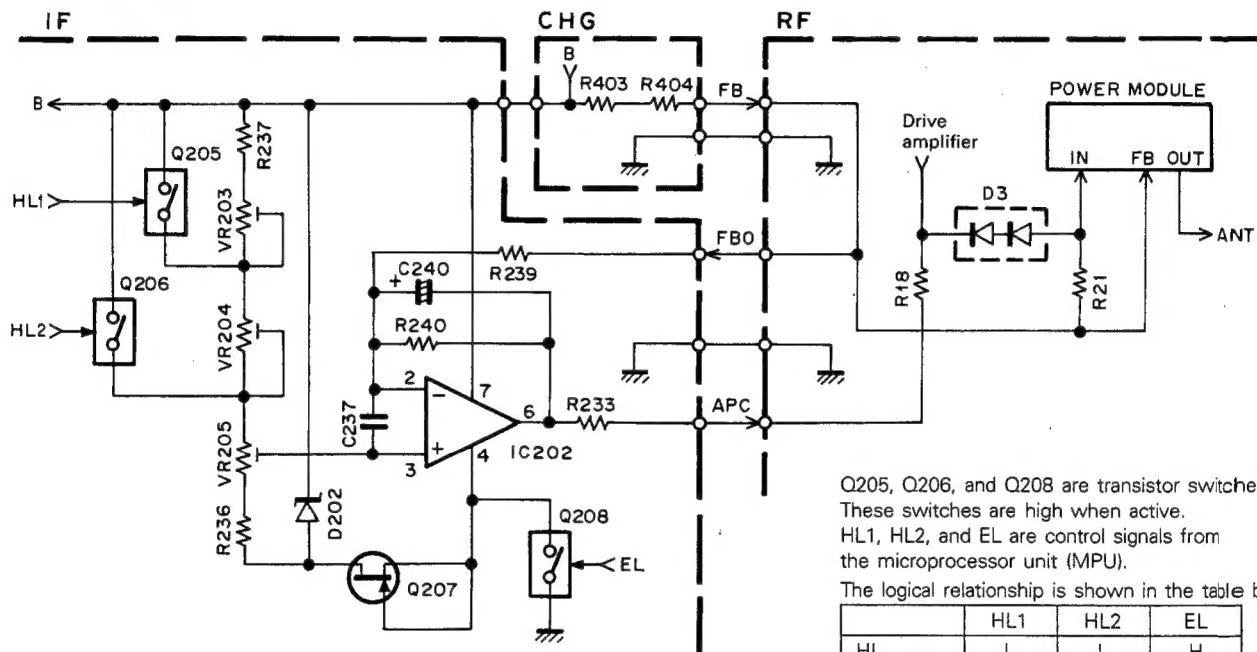 IF
CHG
RF
B
B
R403
R404
FB
POWER MODULE
Drive
amplifier
IN
FB
OUT
ANT
D3
Q205
R237
HL1
VR203
Q206
HL2
VR204
FBO
R239
C240
+
R240
R18
R21
2
7
C237
6
R233
APC
3
4
IC202
VR205
R236
D202
Q208
EL
Q207
Q205, Q206, and Q208 are transistor switche
These switches are high when active.
HL1, HL2, and EL are control signals from
the microprocessor unit (MPU).
The logical relationship is shown in the table b
HL1 HL2 EL
HL L L H